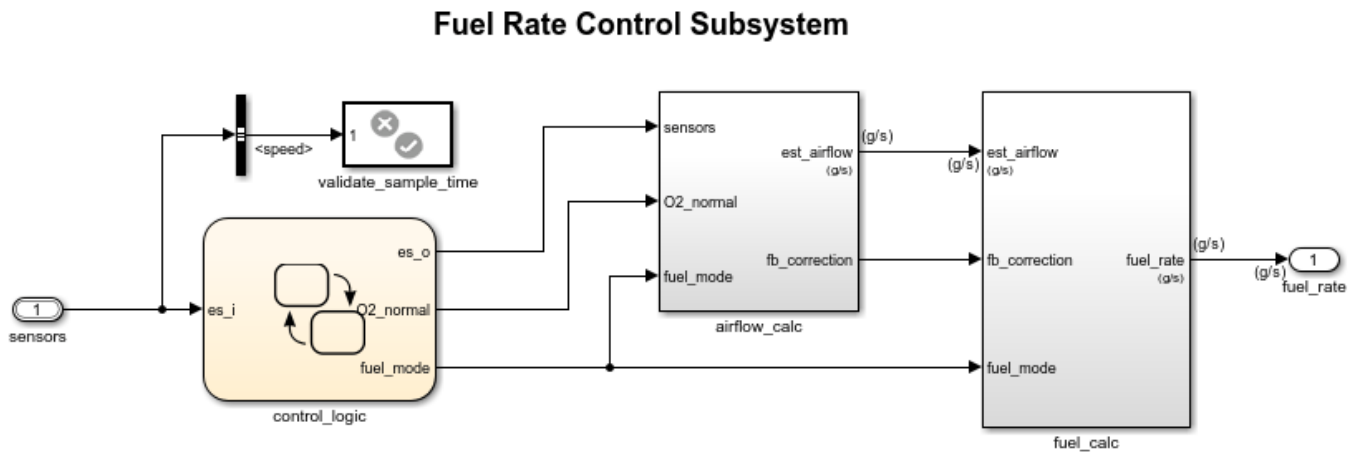 Fuel Rate Control Subsystem
1
<speed>
validate_sample_time
1
sensors
es_i
es_o
O2_normal
fuel_mode
control_logic
sensors
O2_normal
fuel_mode
est_airflow
(g/s)
fb_correction
airflow_calc
(g/s)
(g/s)
est_airflow
(g/s)
fb_correction
fuel_mode
fuel_rate
(g/s)
fuel_calc
(g/s)
(g/s)
1
fuel_rate